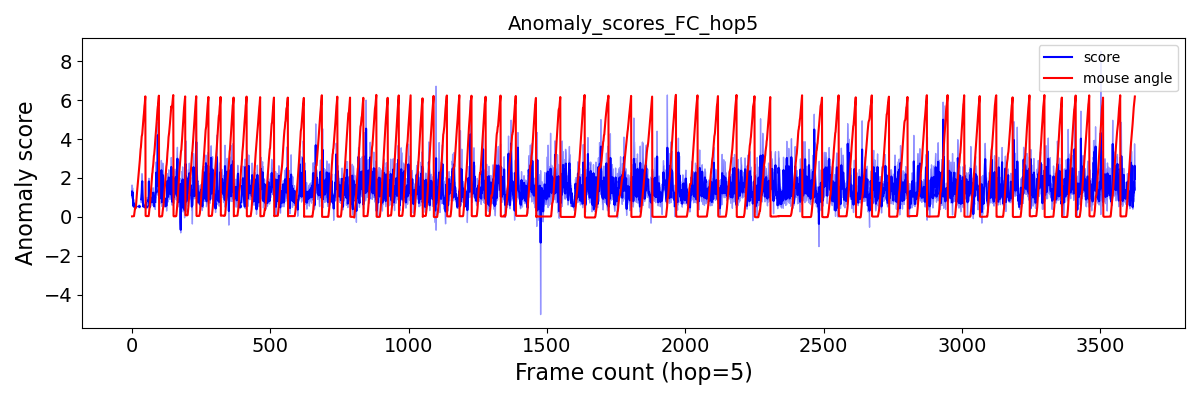 Anomaly_scores_FC_hop5
score
mouse angle
Anomaly score
8
6
4
2
0
−2
−4
0 500 1000 1500 2000 2500 3000 3500
Frame count (hop=5)